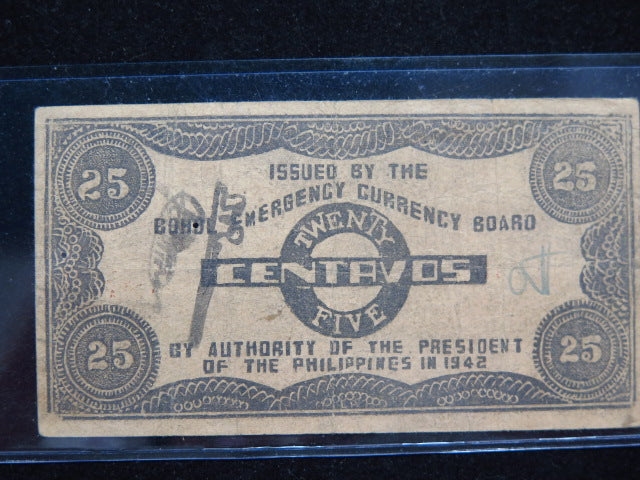 25
25
ISSUED BY THE
BOHOL EMERGENCY CURRENCY BOARD
TWENTY
CENTAVOS
FIVE
25
25
BY AUTHORITY OF THE PRESIDENT
OF THE PHILIPPINES IN 1942